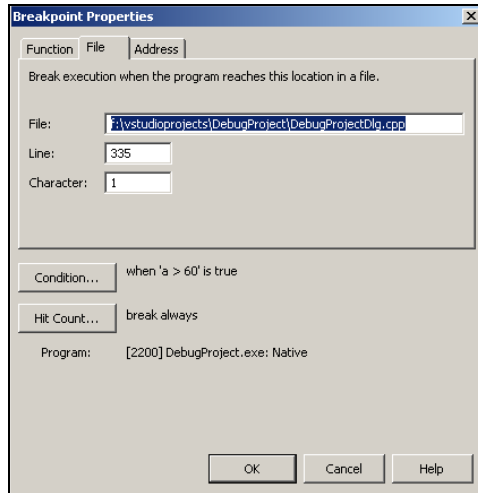 Breakpoint Properties
Function File Address
Break execution when the program reaches this location in a file.
File: f:\vstudioprojects\DebugProject\DebugProjectDlg.cpp
Line: 335
Character: 1
Condition... when 'a > 60' is true
Hit Count... break always
Program: [2200] DebugProject.exe: Native
OK Cancel Help